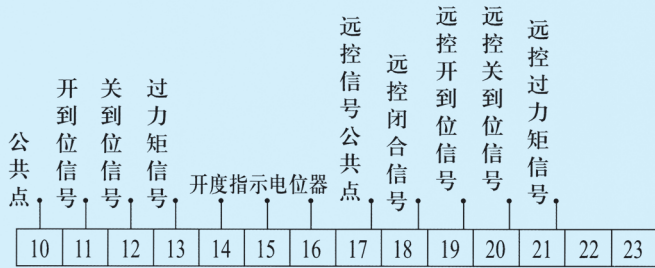 公共点
开到位信号
关到位信号
过力矩信号
开度指示电位器
远控信号公共点
远控闭合信号
远控开到位信号
远控关到位信号
远控过力矩信号
10 11 12 13 14 15 16 17 18 19 20 21 22 23